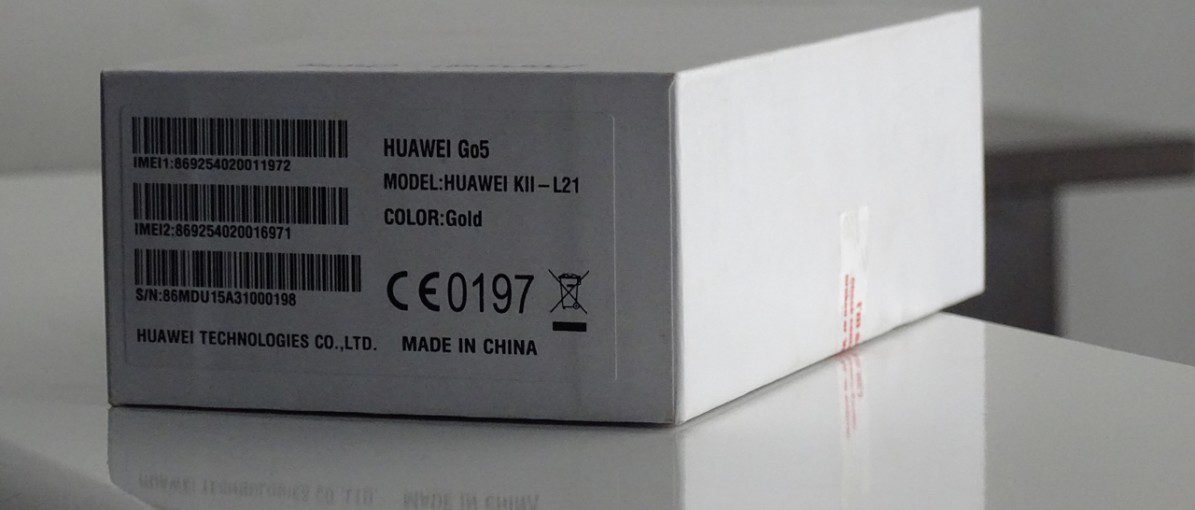 IMEI1:869254020011972
IMEI2:869254020016971
S/N:86MDU15A31000198
HUAWEI TECHNOLOGIES CO.,LTD.
HUAWEI Go5
MODEL:HUAWEI KII-L21
COLOR:Gold
CE0197
MADE IN CHINA